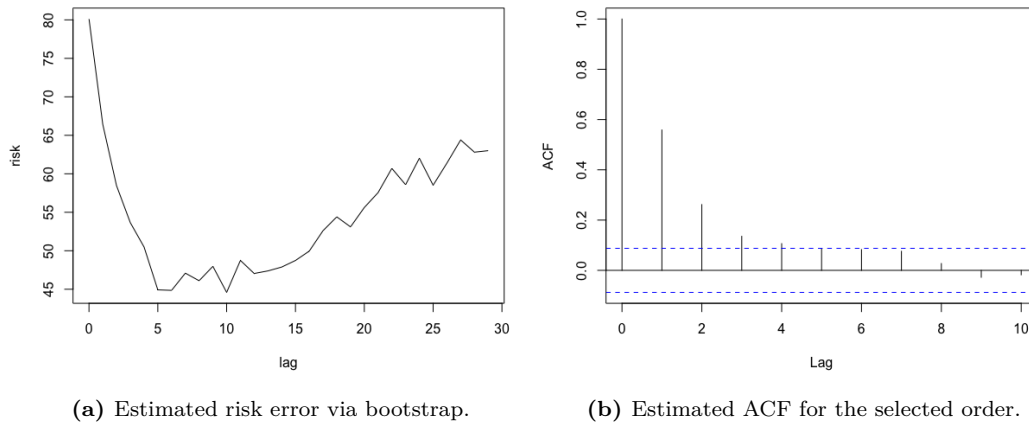 80
75
70
65
60
55
50
45
risk
0 5 10 15 20 25 30
lag
1.0
0.8
0.6
0.4
0.2
0.0
ACF
0 2 4 6 8 10
Lag
(a) Estimated risk error via bootstrap.
(b) Estimated ACF for the selected order.